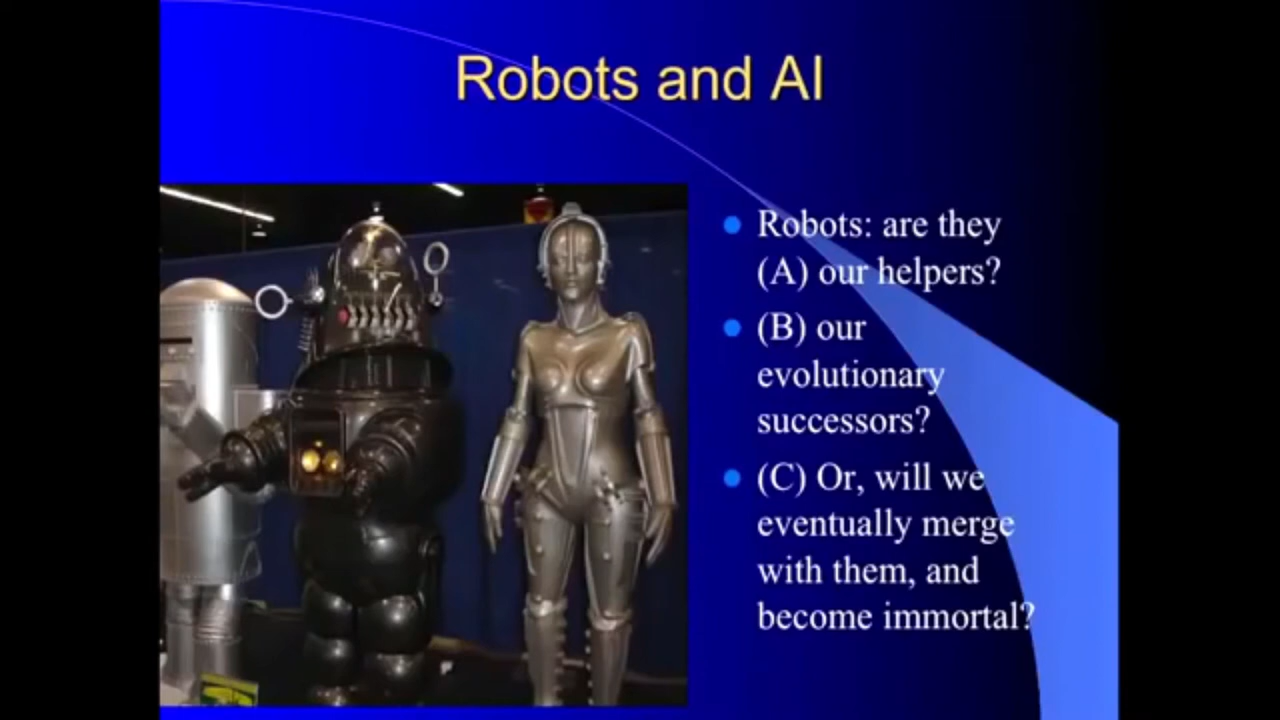 Robots and AI
Robots: are they
(A) our helpers?
(B) our
evolutionary
successors?
(C) Or, will we
eventually merge
with them, and
become immortal?